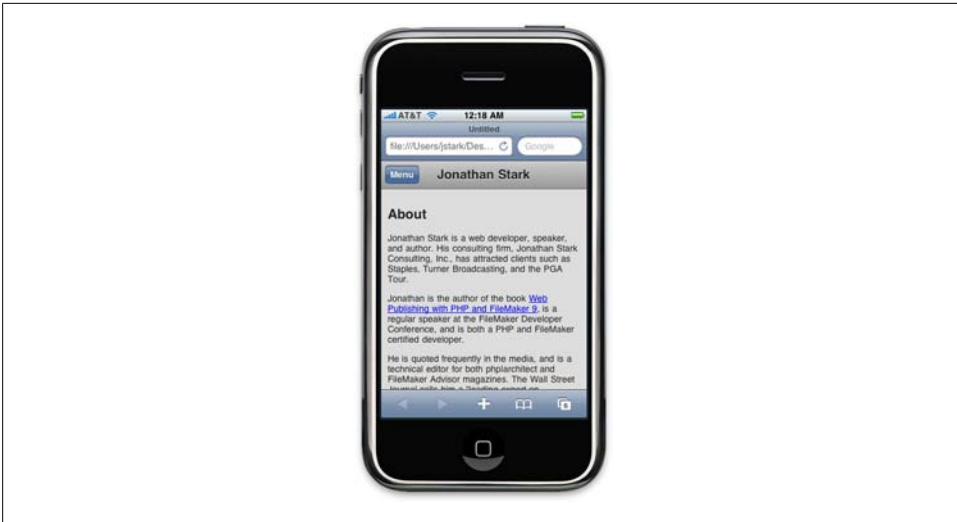 AT&T 12:18 AM
Untitled
file:///Users/jstark/Des... Google
Menu Jonathan Stark
About
Jonathan Stark is a web developer, speaker,
and author. His consulting firm, Jonathan Stark
Consulting, Inc., has attracted clients such as
Staples, Turner Broadcasting, and the PGA
Tour.
Jonathan is the author of the book Web
Publishing with PHP and FileMaker 9, is a
regular speaker at the FileMaker Developer
Conference, and is both a PHP and FileMaker
certified developer.
He is quoted frequently in the media, and is a
technical editor for both php|architect and
FileMaker Advisor magazines. The Wall Street